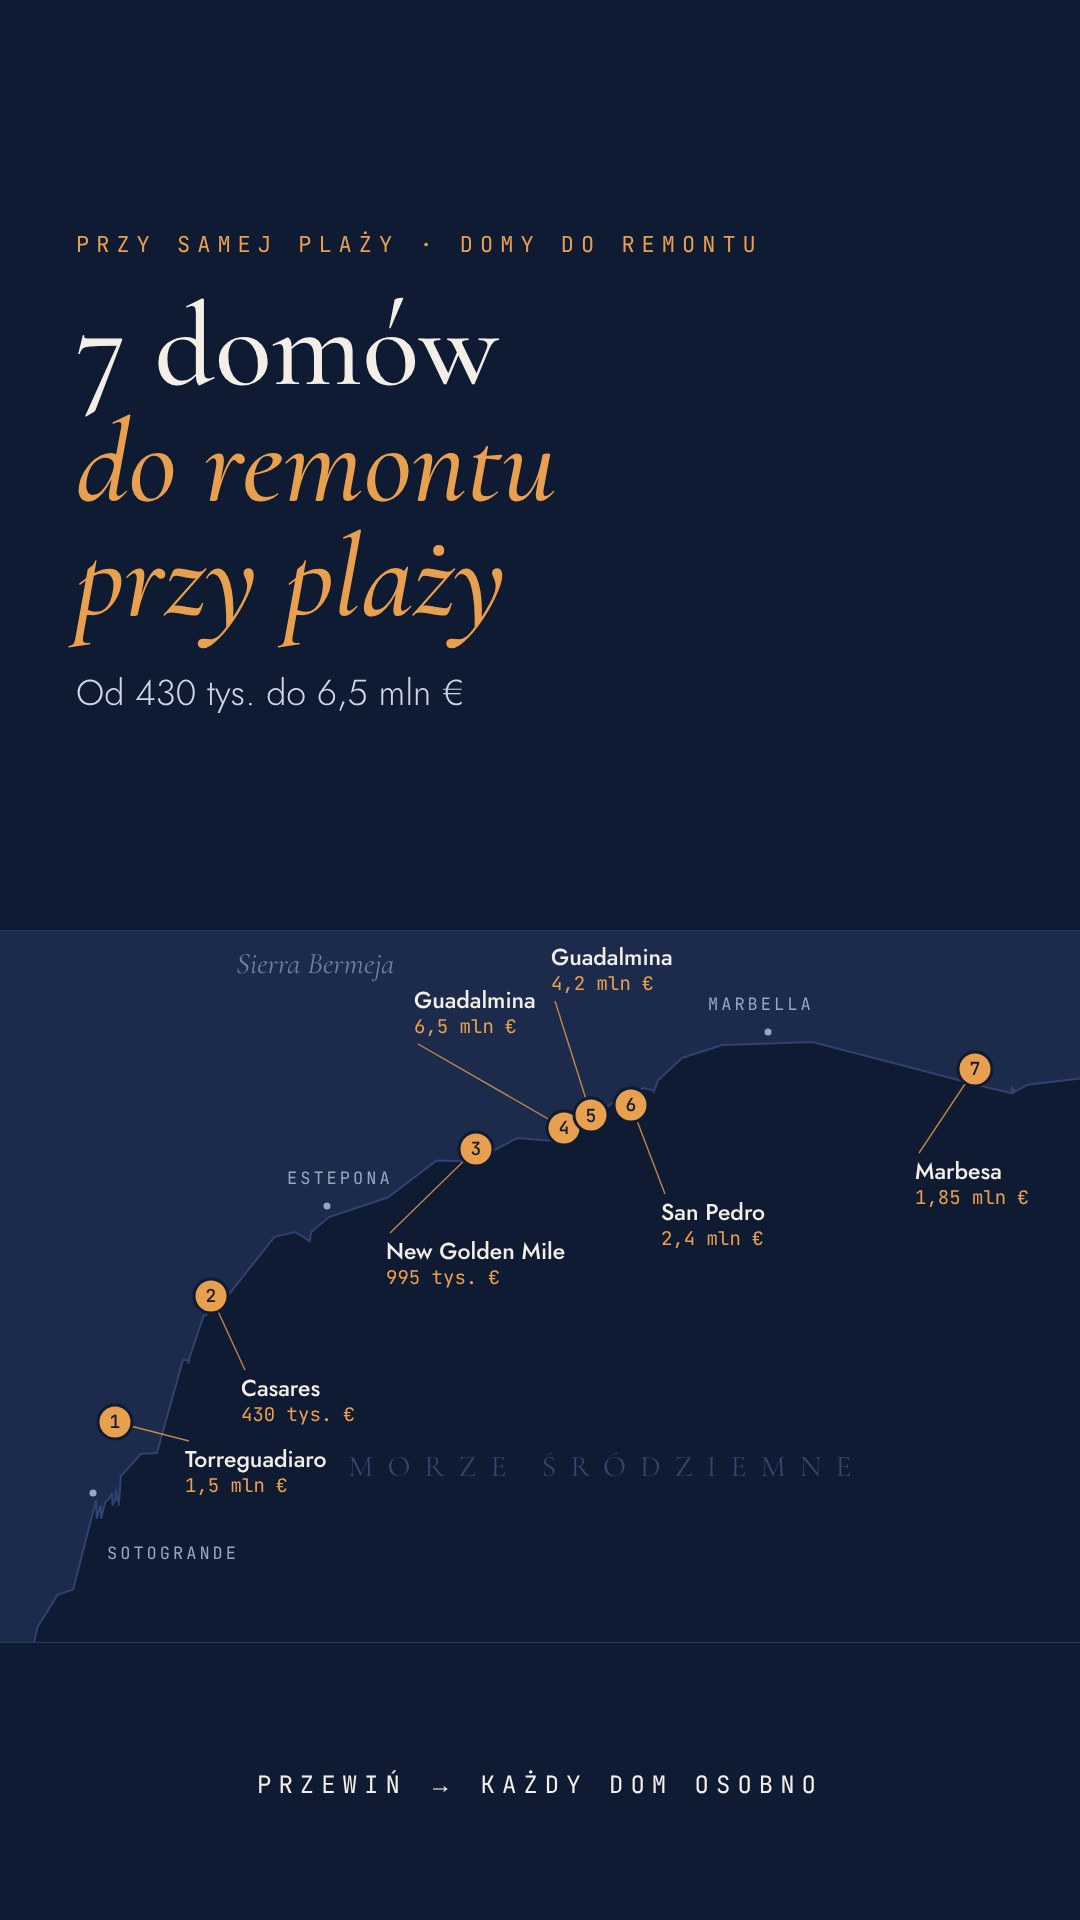 PRZY SAMEJ PLAŻY · DOMY DO REMONTU
7 domów
do remontu
przy plaży
Od 430 tys. do 6,5 mln €
Sierra Bermeja
Guadalmina
4,2 mln €
Guadalmina
6,5 mln €
MARBELLA
7
6
5
4
3
Marbesa
1,85 mln €
ESTEPONA
San Pedro
2,4 mln €
New Golden Mile
995 tys. €
2
Casares
430 tys. €
1
Torreguadiaro
1,5 mln €
MORZE ŚRÓDZIEMNE
SOTOGRANDE
PRZEWIŃ → KAŻDY DOM OSOBNO